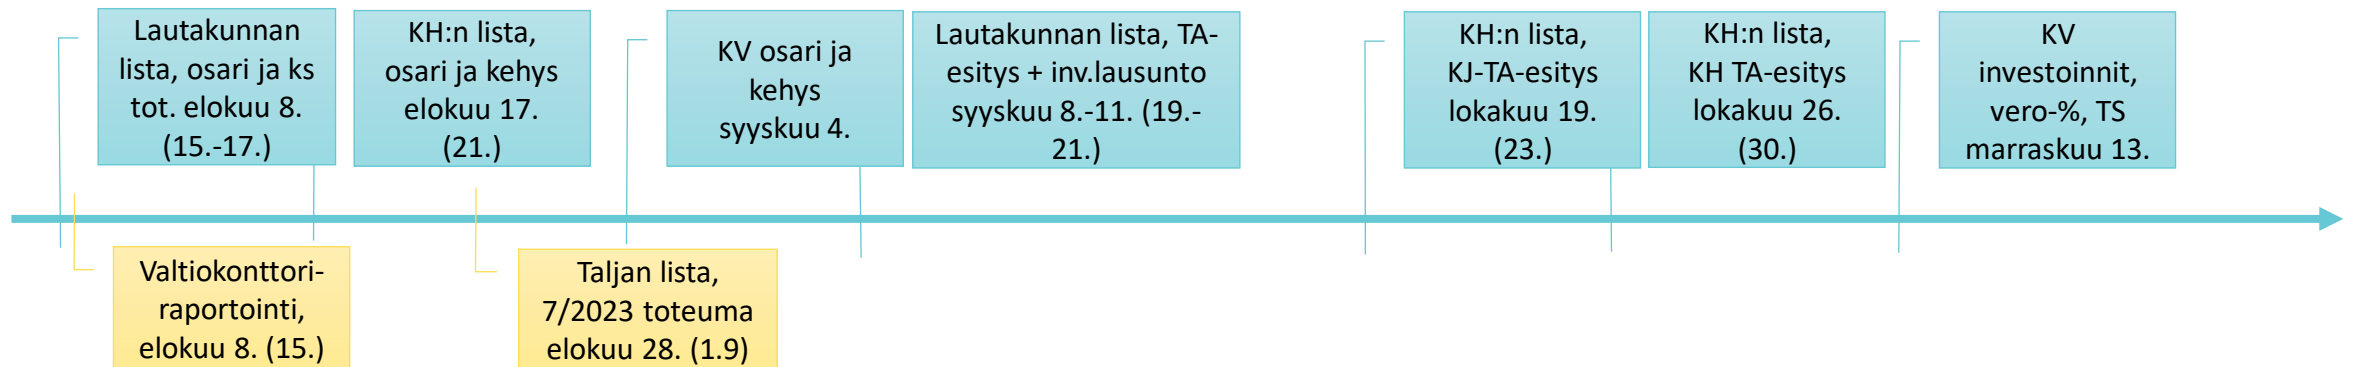 Lautakunnan
lista, osari ja ks
tot. elokuu 8.
(15.-17.)
KH:n lista,
osari ja kehys
elokuu 17.
(21.)
KV osari ja
kehys
syyskuu 4.
Lautakunnan lista, TA-
esitys + inv.lausunto
syyskuu 8.-11. (19.-
21.)
KH:n lista,
KJ-TA-esitys
lokakuu 19.
(23.)
KH:n lista,
KH TA-esitys
lokakuu 26.
(30.)
KV
investoinnit,
vero-%, TS
marraskuu 13.
Valtiokonttori-
raportointi,
elokuu 8. (15.)
Taljan lista,
7/2023 toteuma
elokuu 28. (1.9)